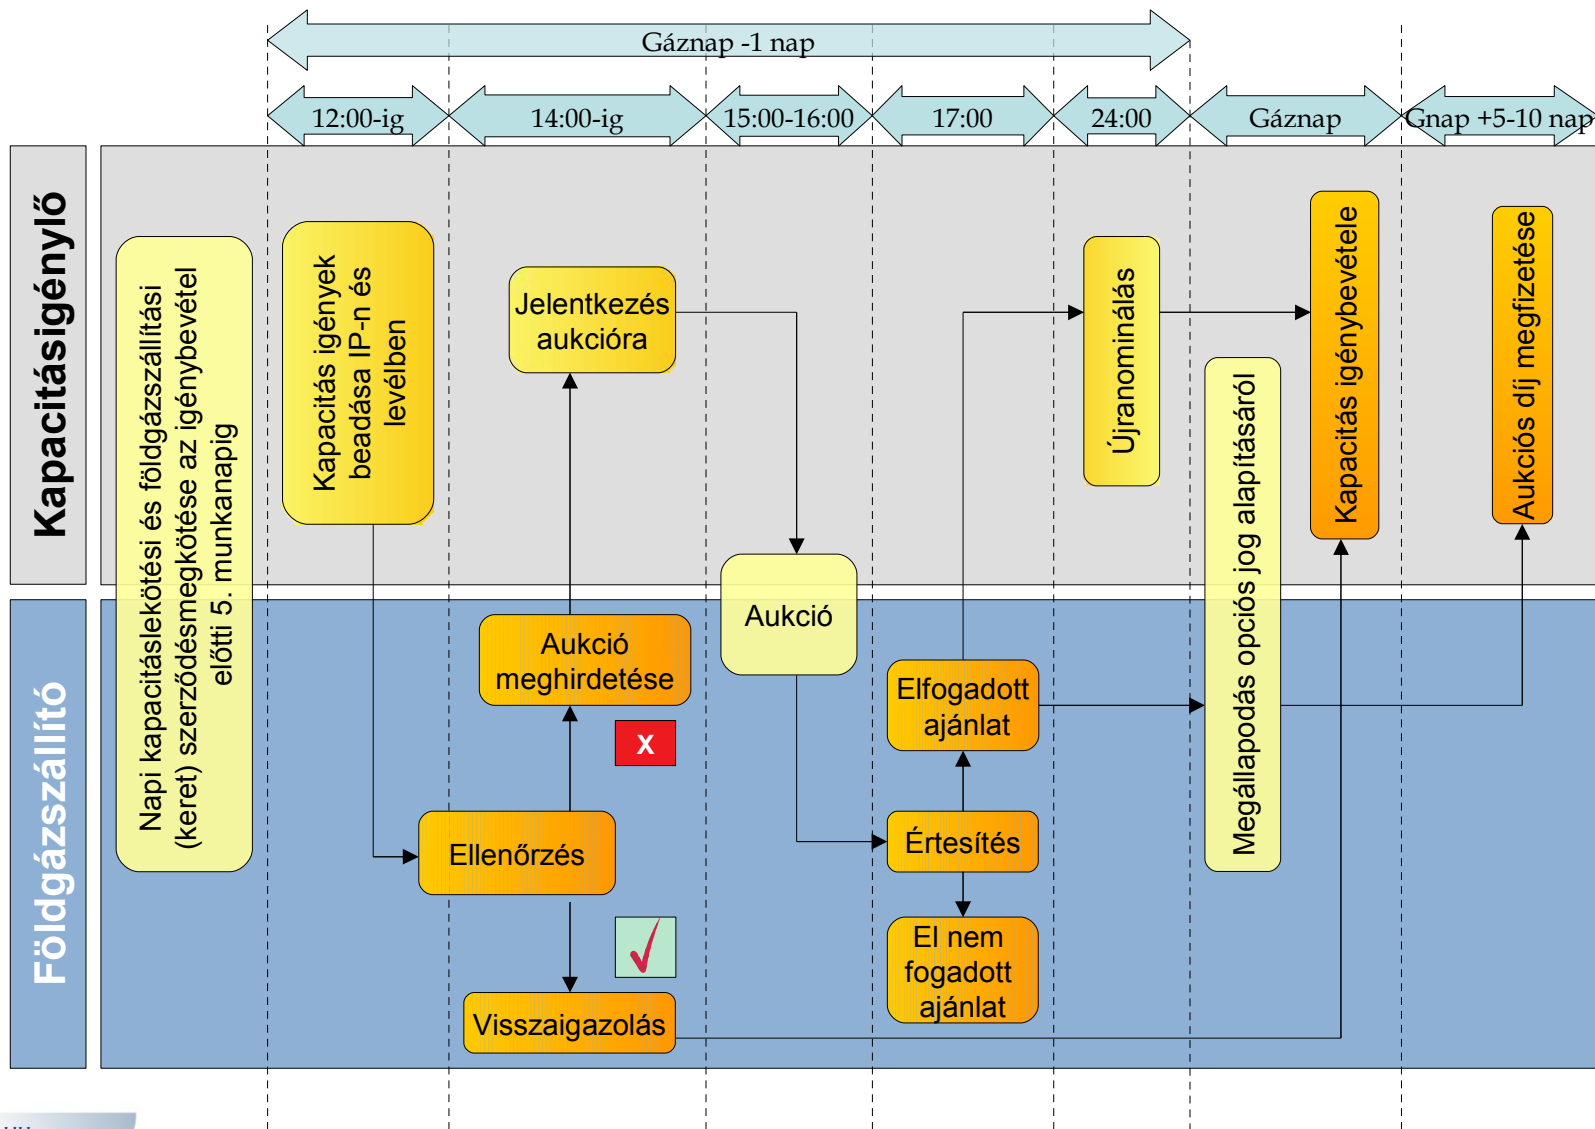 Gáznap -1 nap
12:00-ig
14:00-ig
15:00-16:00
17:00
24:00
Gáznap
Gnap +5-10 nap
Kapacitásigénylő
Napi kapacitáslekötési és földgázszállítási
(keret) szerződésmegkötése az igénybevétel
előtti 5. munkanapig
Kapacitás igények
beadása IP-n és
levélben
Jelentkezés
aukcióra
Újranominálás
Kapacitás igénybevétele
Aukciós díj megfizetése
Megállapodás opciós jog alapításáról
Aukció
Földgázszállító
Aukció
meghirdetése
X
Elfogadott
ajánlat
Ellenőrzés
Értesítés
El nem
fogadott
ajánlat
Visszaigazolás